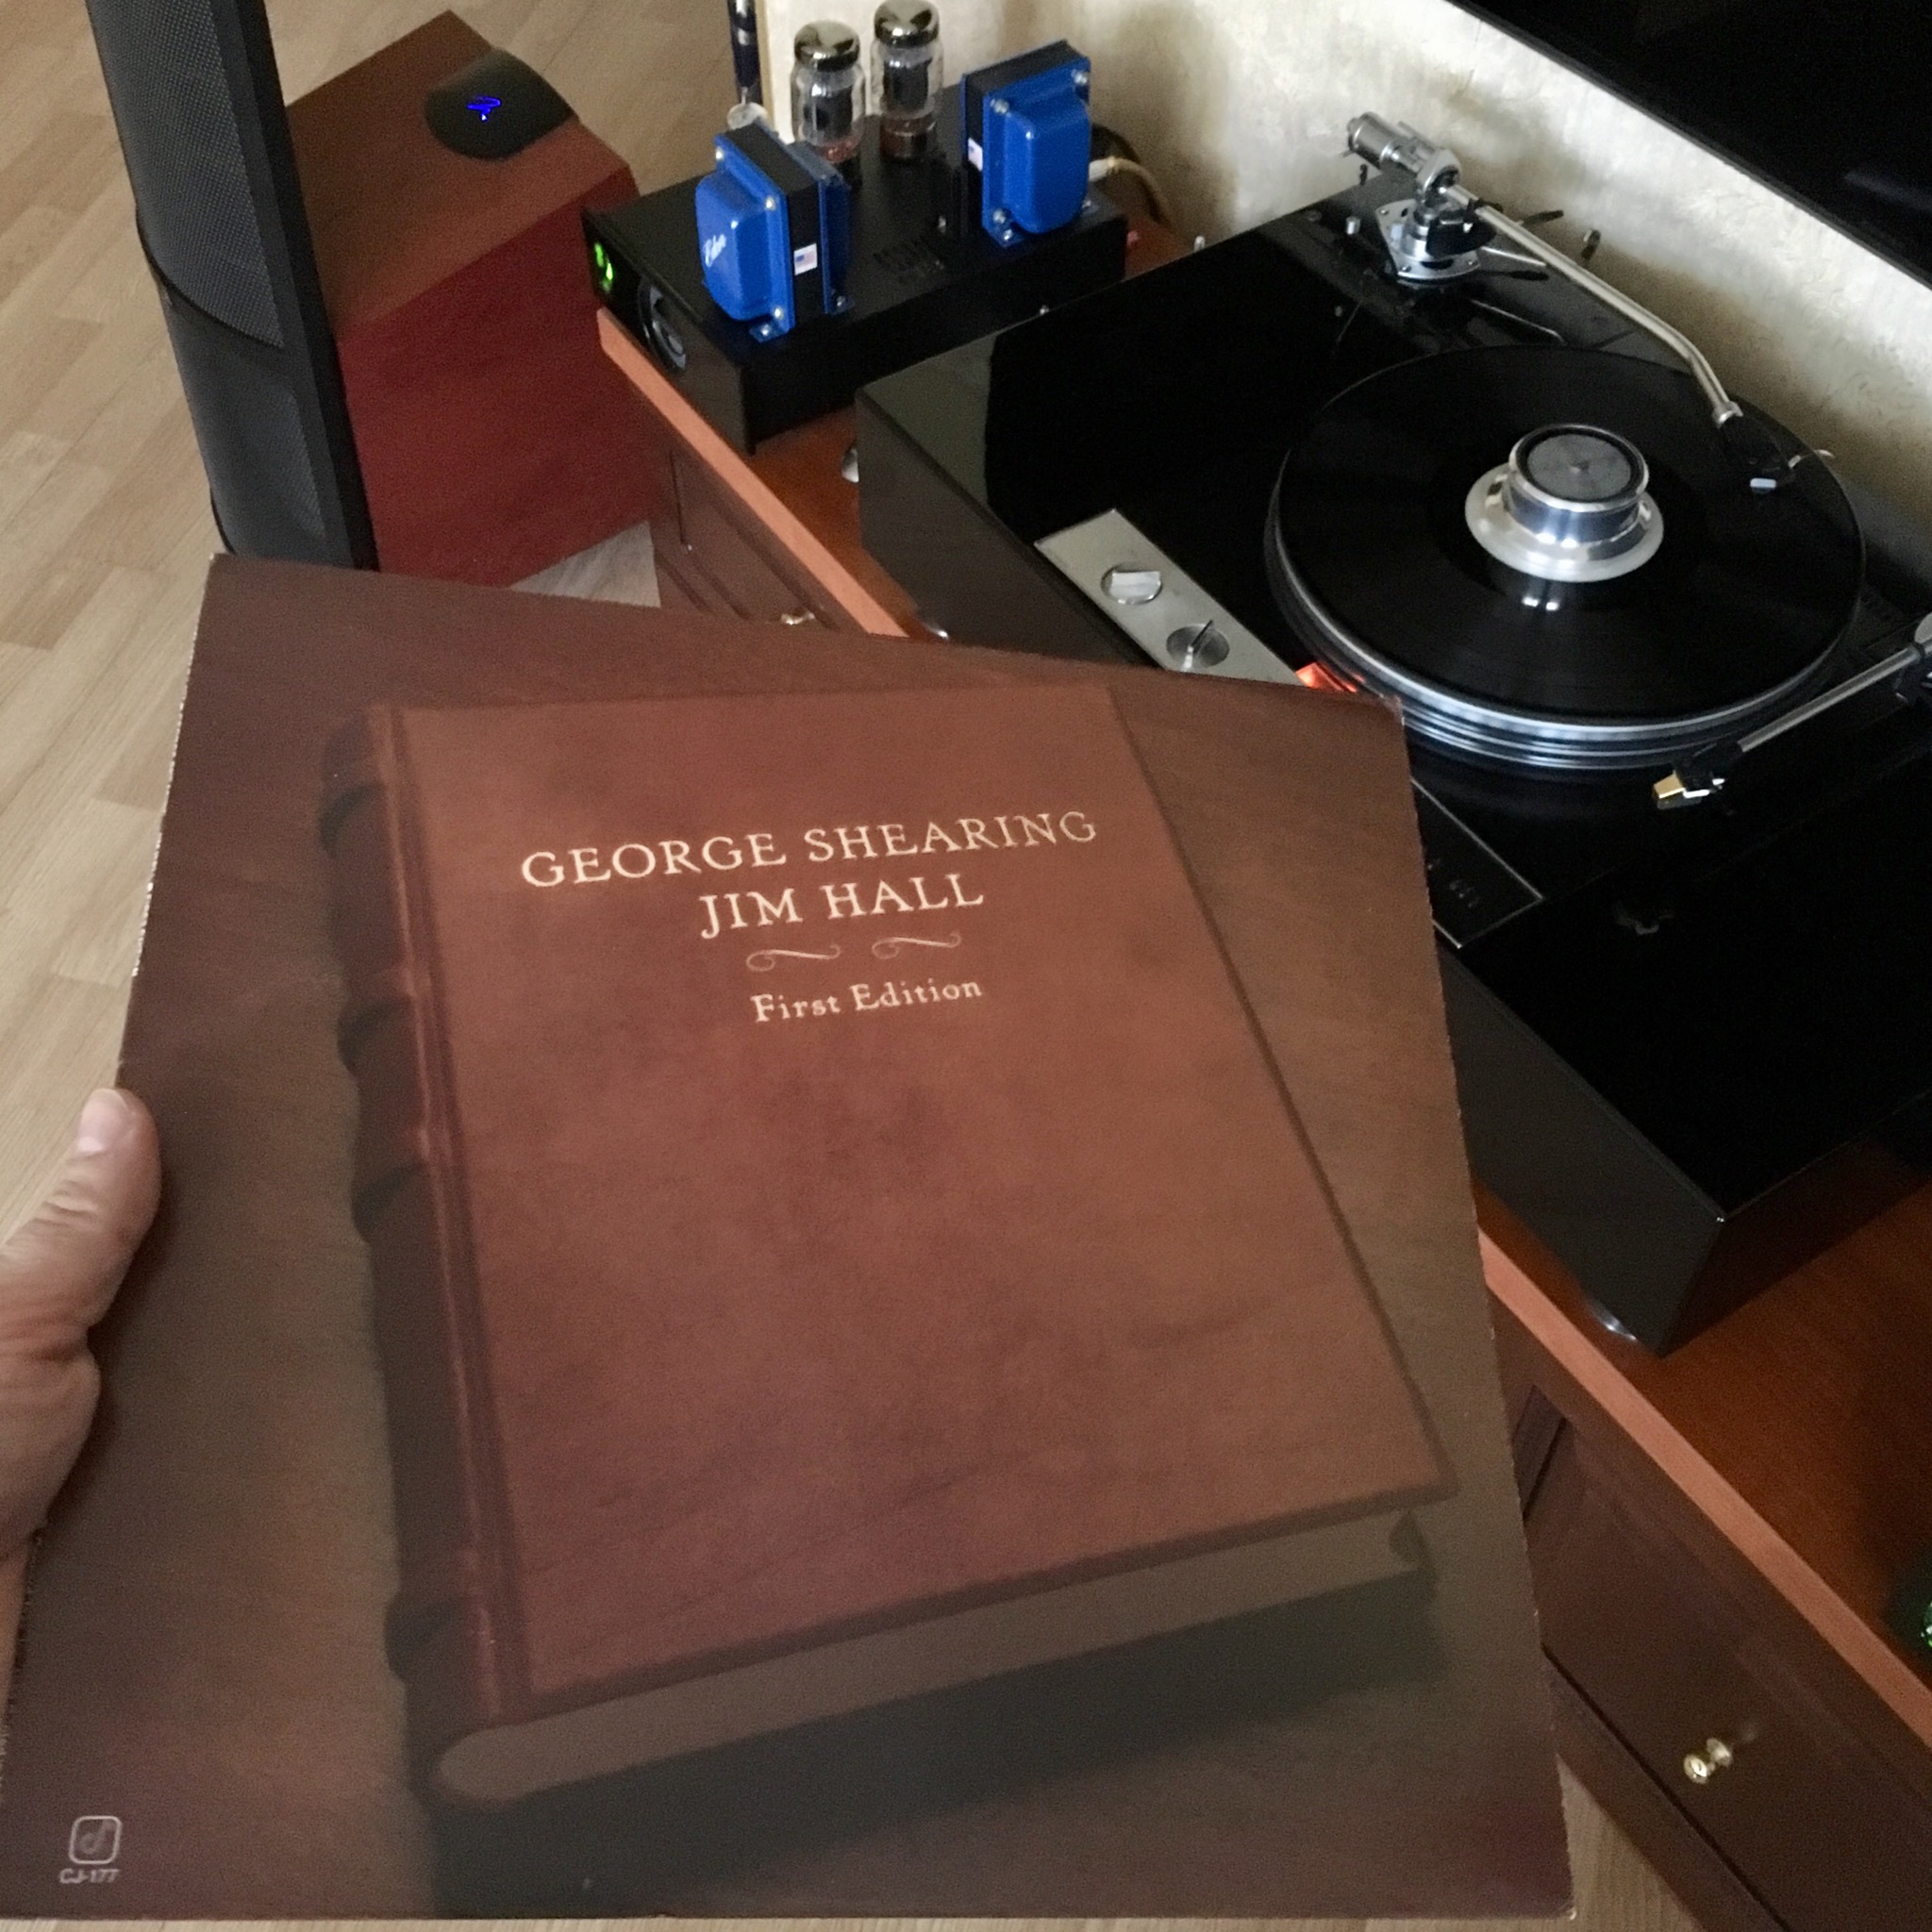 GEORGE SHEARING
JIM HALL
First Edition
CJ-177